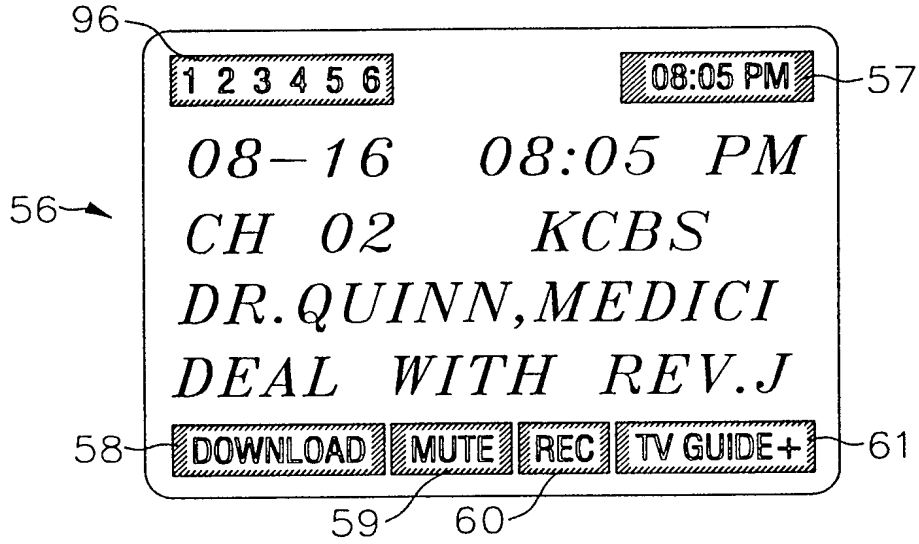 96
1 2 3 4 5 6 08:05 PM 57
08-16 08:05 PM
56 CH 02 KCBS
DR.QUINN,MEDICI
DEAL WITH REV.J
58 DOWNLOAD MUTE REC TV GUIDE+ 61
59 60